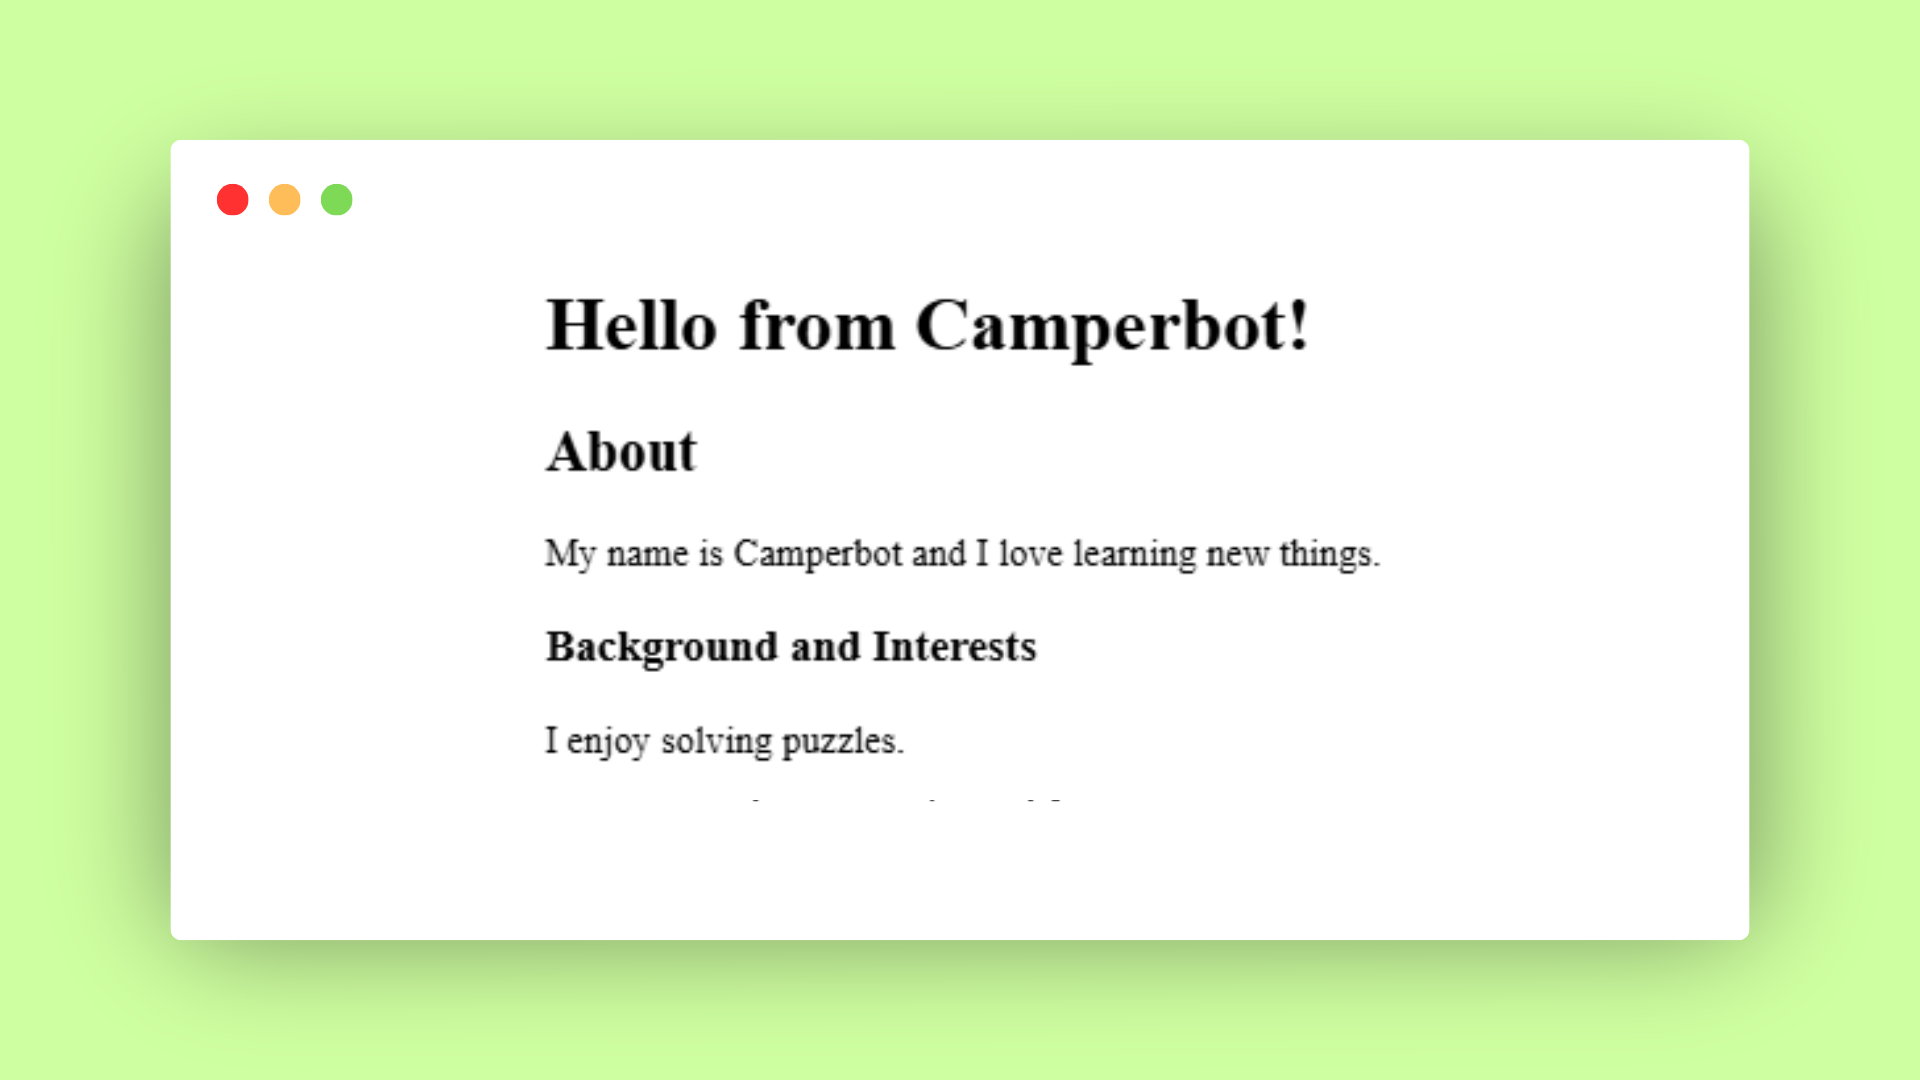 Hello from Camperbot!
About
My name is Camperbot and I love learning new things.
Background and Interests
I enjoy solving puzzles.